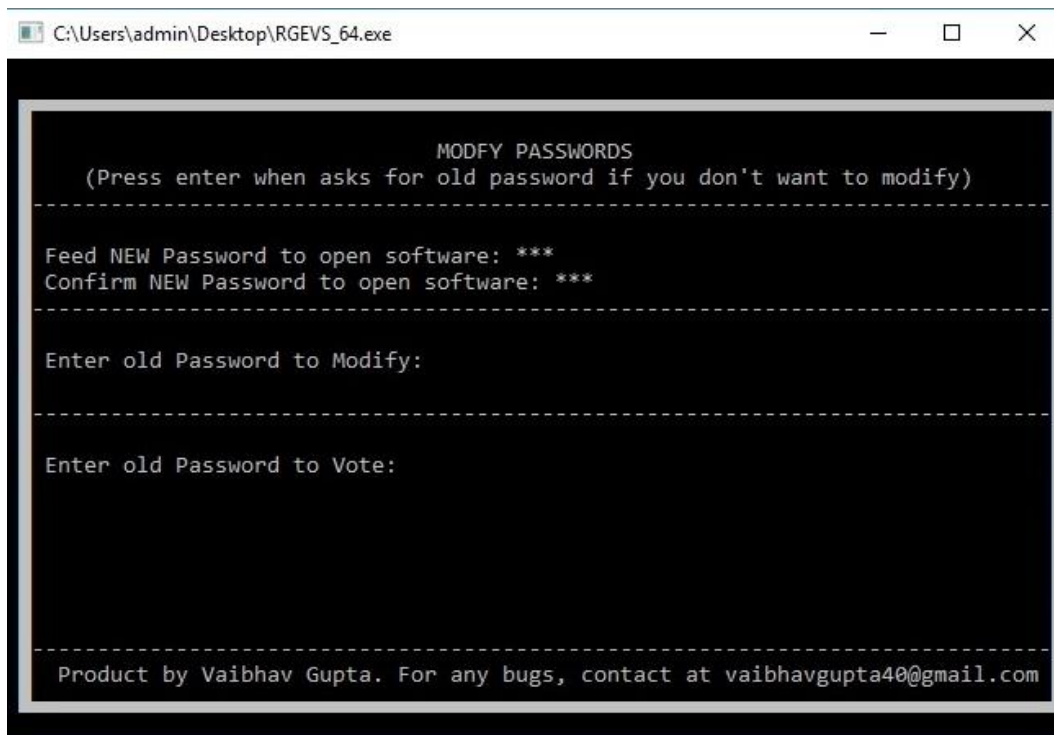 C:\Users\admin\Desktop\RGEVS_64.exe
MODFY PASSWORDS
(Press enter when asks for old password if you don't want to modify)
Feed NEW Password to open software: ***
Confirm NEW Password to open software: ***
Enter old Password to Modify:
Enter old Password to Vote:
Product by Vaibhav Gupta. For any bugs, contact at vaibhavgupta40@gmail.com